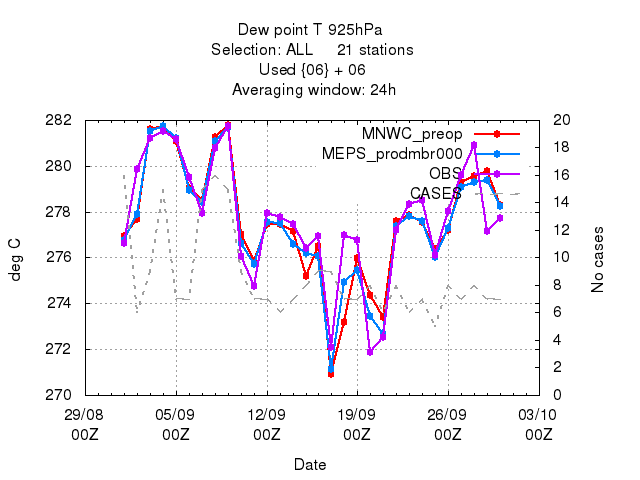 Dew point T 925hPa
Selection: ALL 21 stations
Used {06} + 06
Averaging window: 24h
MNWC_preop
MEPS_prodmbr000
OBS
CASES
deg C
282
280
278
276
274
272
270
No cases
20
18
16
14
12
10
8
6
4
2
0
29/08 05/09 12/09 19/09 26/09 03/10
00Z 00Z 00Z 00Z 00Z 00Z
Date